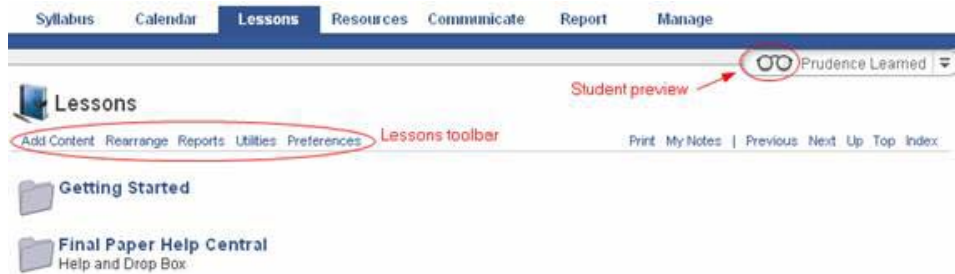 Syllabus Calendar Lessons Resources Communicate Report Manage
Prudence Learned
Student preview
Lessons
Add Content Rearrange Reports Utilities Preferences Lessons toolbar Print My Notes | Previous Next Up Top Index
Getting Started
Final Paper Help Central
Help and Drop Box